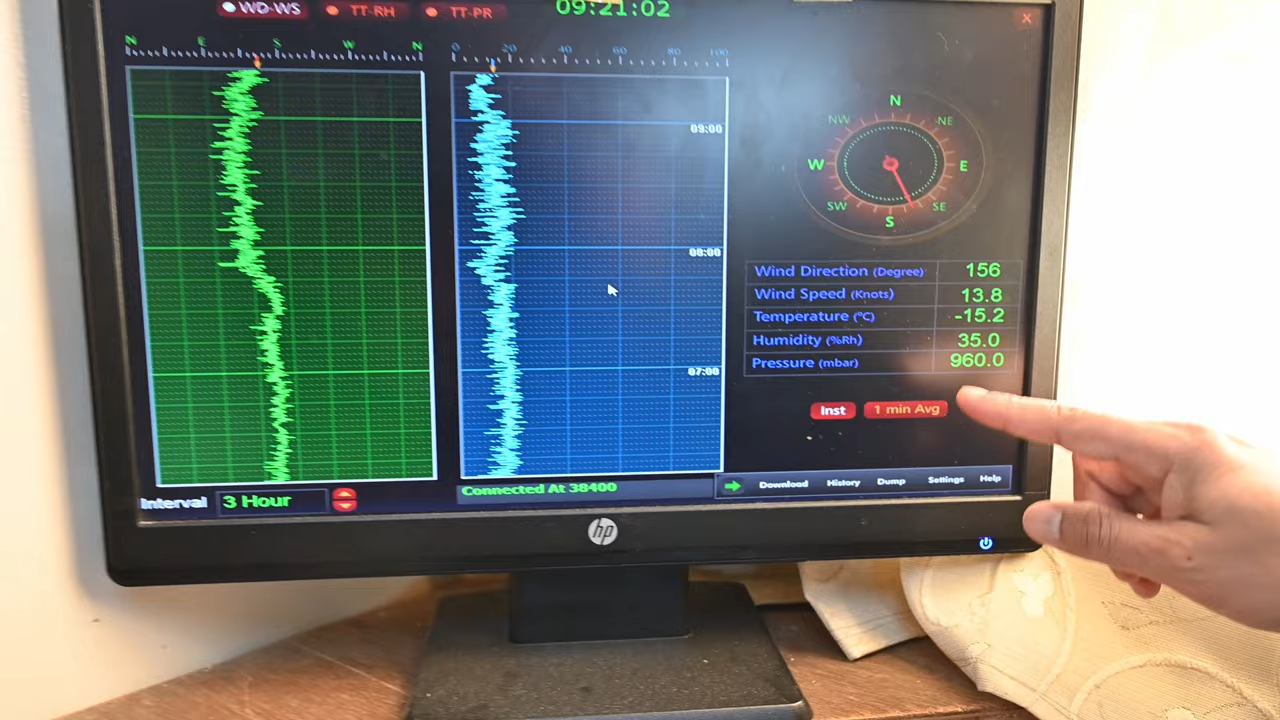 WD-WS TT-RH TT-PR 09:21:02
N E S W N 0 20 40 60 80 100
09:00
08:00
07:00
N
NW NE
W E
SW SE
S
Wind Direction (Degree) 156
Wind Speed (Knots) 13.8
Temperature (°C) -15.2
Humidity (%Rh) 35.0
Pressure (mbar) 960.0
Inst 1 min Avg
Interval 3 Hour Connected At 38400 Download History Dump Settings Help
hp